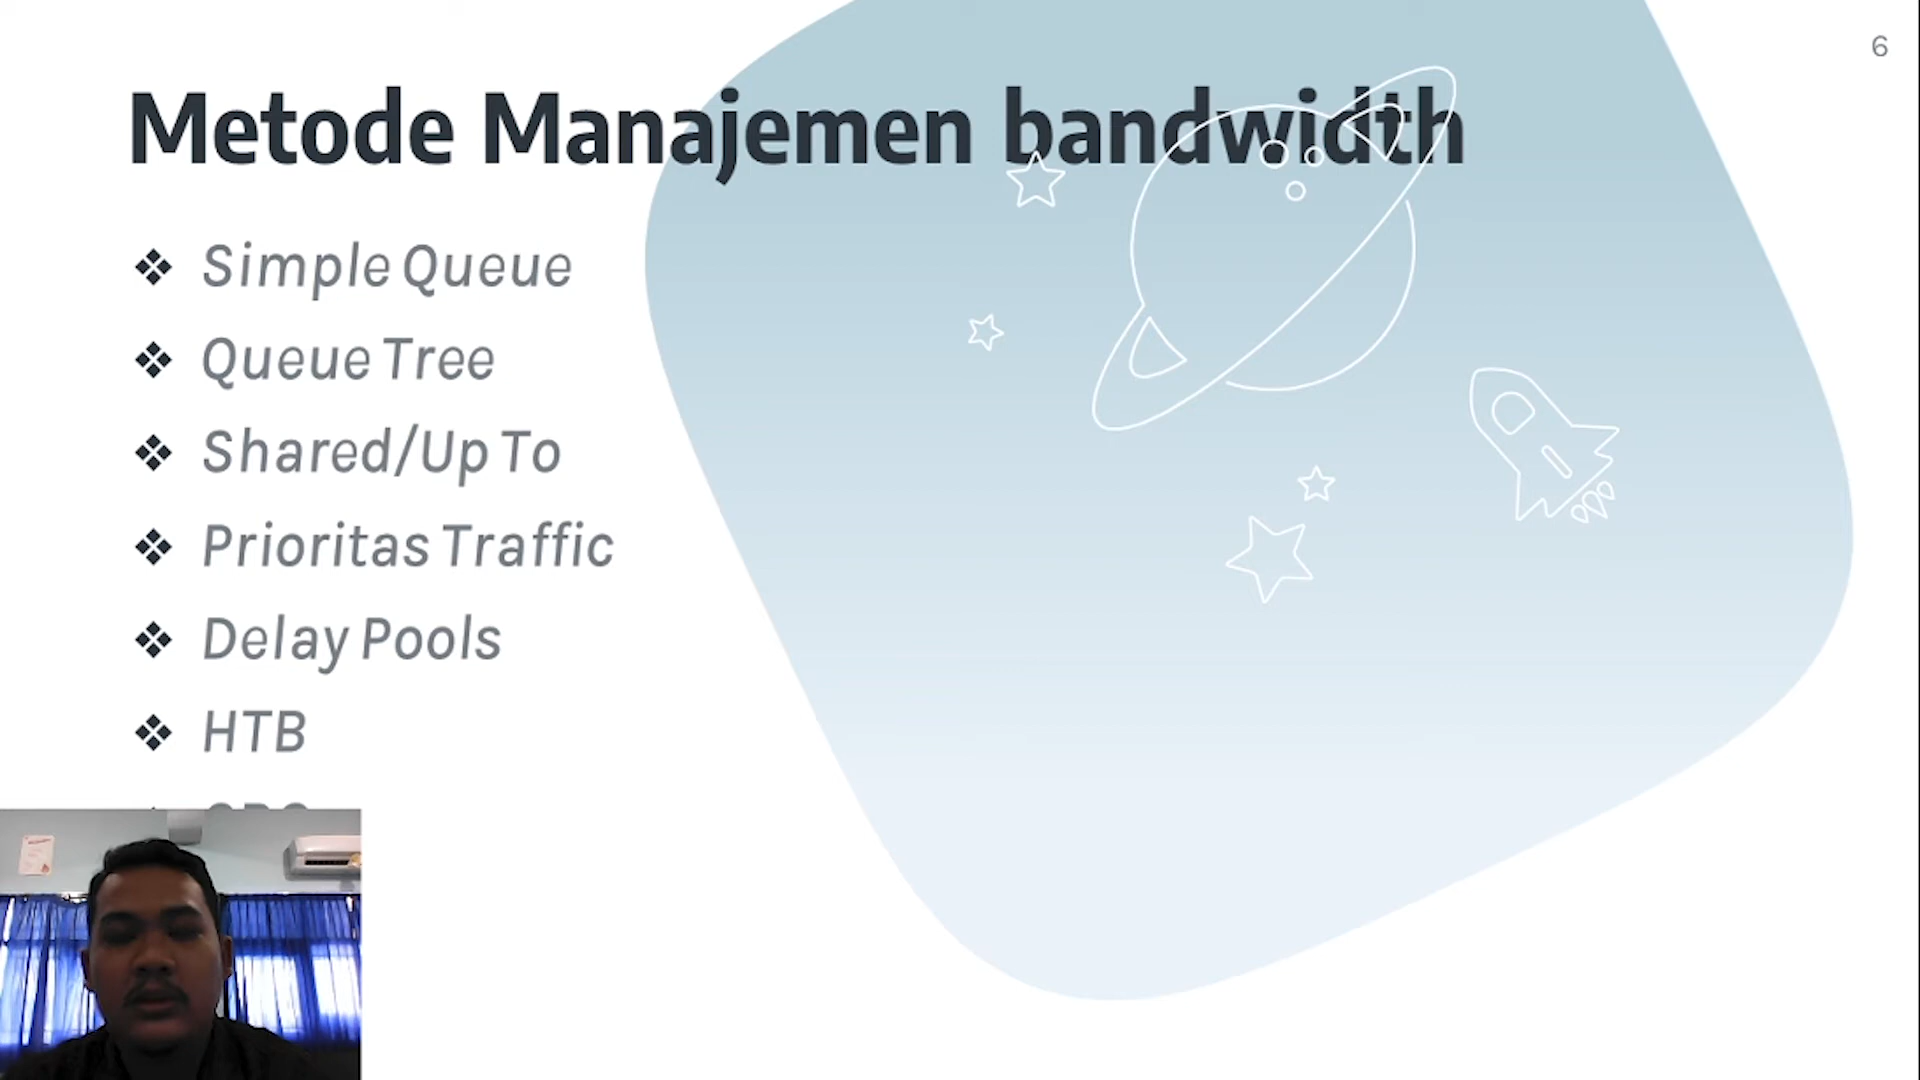 6
Metode Manajemen bandwidth
Simple Queue
Queue Tree
Shared/Up To
Prioritas Traffic
Delay Pools
HTB